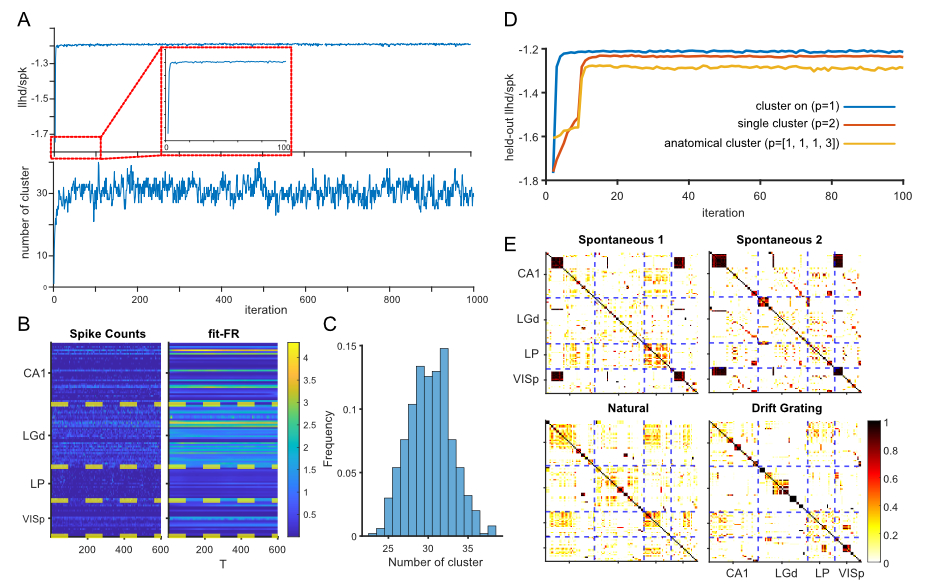 A
llhd/spk
-1.3
-1.5
-1.7
0
100
number of cluster
30
10
0
0
200
400
600
800
1000
iteration
B
Spike Counts
fit-FR
CA1
LGd
LP
VISp
200
400
600
200
400
600
T
4
3.5
3
2.5
2
1.5
1
0.5
C
Frequency
0.15
0.1
0.05
0
25
30
35
Number of cluster
D
held-out llhd/spk
-1.2
-1.4
-1.6
-1.8
0
20
40
60
80
100
iteration
cluster on (p=1)
single cluster (p=2)
anatomical cluster (p=[1, 1, 1, 3])
E
Spontaneous 1
Spontaneous 2
CA1
LGd
LP
VISp
Natural
Drift Grating
CA1
LGd
LP
VISp
1
0.8
0.6
0.4
0.2
0